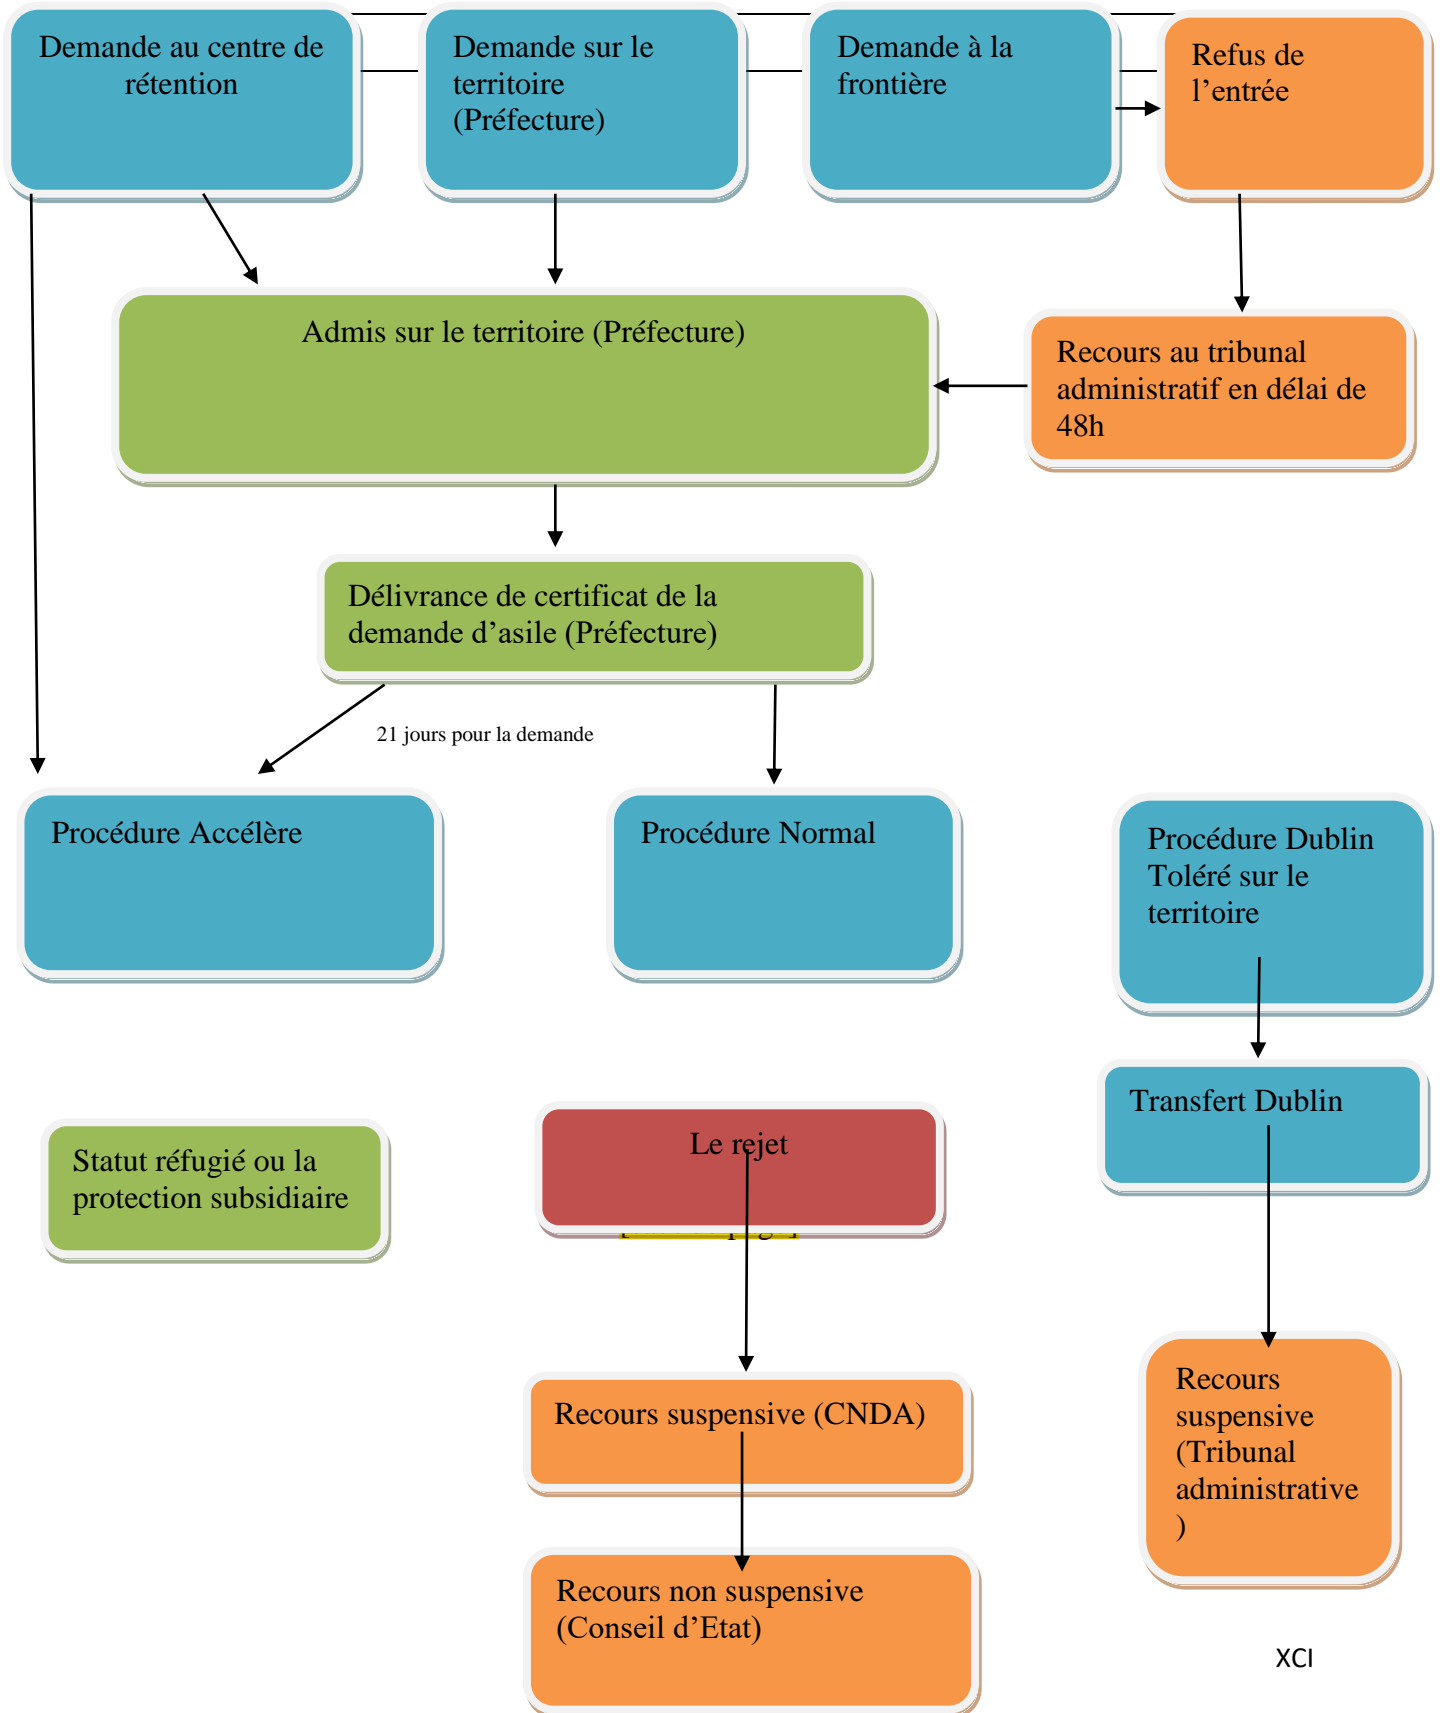 Demande au centre de
rétention
Demande sur le
territoire
(Préfecture)
Demande à la
frontière
Refus de
l’entrée
Admis sur le territoire (Préfecture)
Recours au tribunal
administratif en délai de
48h
Délivrance de certificat de la
demande d’asile (Préfecture)
21 jours pour la demande
Procédure Accélère
Procédure Normal
Procédure Dublin
Toléré sur le
territoire
Transfert Dublin
Statut réfugié ou la
protection subsidiaire
Le rejet
Recours suspensive (CNDA)
Recours
suspensive
(Tribunal
administrative
)
Recours non suspensive
(Conseil d’Etat)
XCI